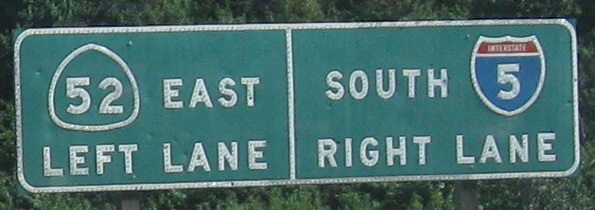 52 EAST
LEFT LANE
SOUTH INTERSTATE 5
RIGHT LANE